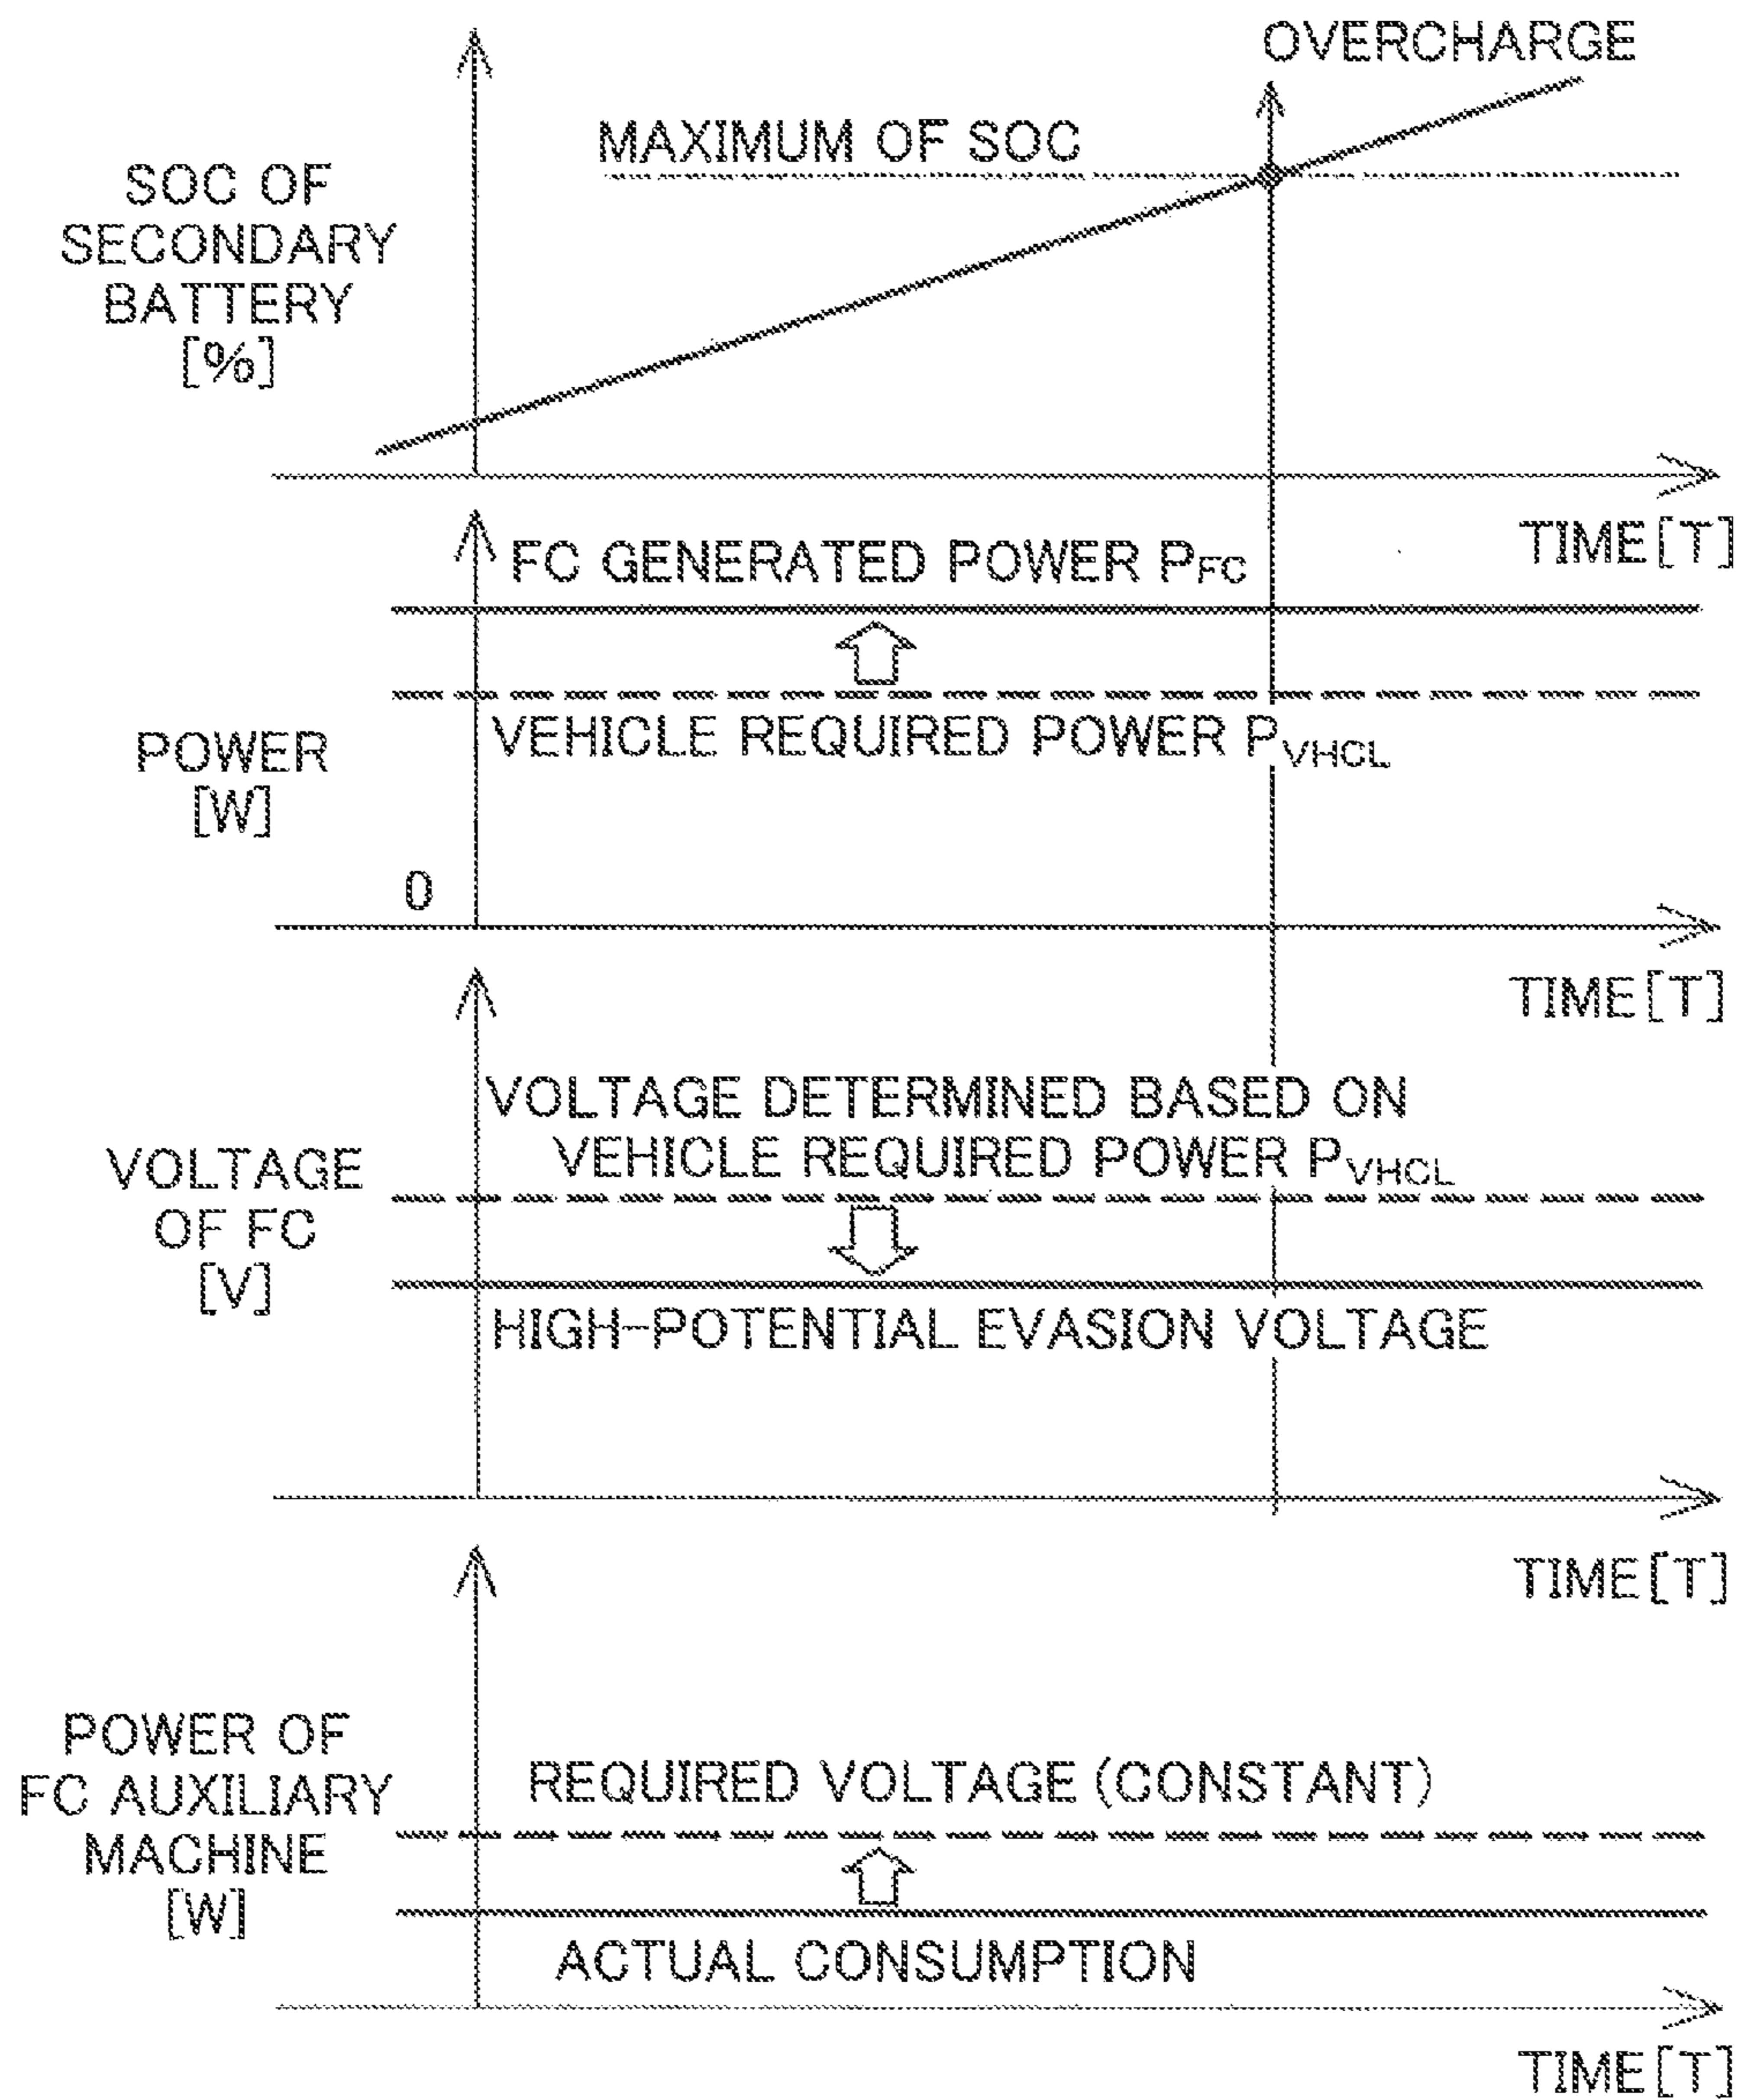 OVERCHARGE
MAXIMUM OF SOC
SOC OF
SECONDARY
BATTERY
[%]
TIME[T]
FC GENERATED POWER PFC
VEHICLE REQUIRED POWER PVHCL
POWER
[W]
0
TIME[T]
VOLTAGE DETERMINED BASED ON
VEHICLE REQUIRED POWER PVHCL
VOLTAGE
OF FC
[V]
HIGH-POTENTIAL EVASION VOLTAGE
TIME[T]
POWER OF
FC AUXILIARY
MACHINE
[W]
REQUIRED VOLTAGE (CONSTANT)
ACTUAL CONSUMPTION
TIME[T]